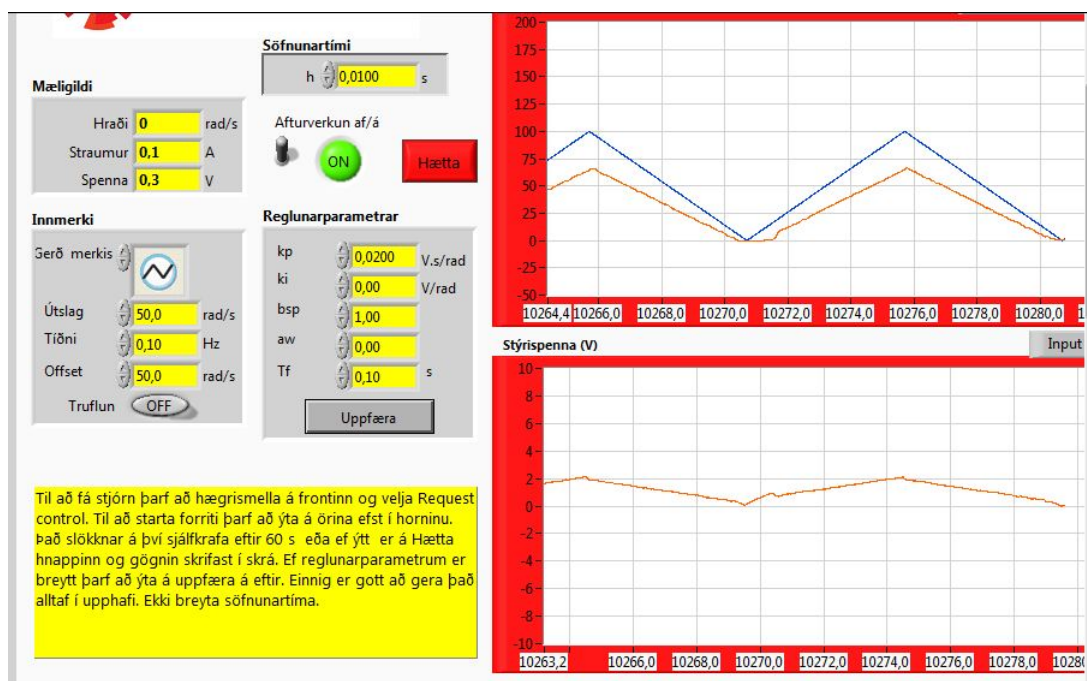 Söfnunartími
h 0,0100 s
Mæligildi
Hraði 0 rad/s
Straumur 0,1 A
Spenna 0,3 V
Afturverkun af/á
ON
Hætta
Innmerki
Gerð merkis
Útslag 50,0 rad/s
Tíðni 0,10 Hz
Offset 50,0 rad/s
Truflun OFF
Reglunarparametrar
kp 0,0200 V.s/rad
ki 0,00 V/rad
bsp 1,00
aw 0,00
Tf 0,10 s
Uppfæra
Til að fá stjórn þarf að hægrismella á frontinn og velja Request
control. Til að starta forriti þarf að ýta á örina efst í horninu.
Það slökknar á því sjálfkrafa eftir 60 s eða ef ýtt er á Hætta
hnappinn og gögnin skrifast í skrá. Ef reglunarparametrum er
breytt þarf að ýta á uppfæra á eftir. Einnig er gott að gera það
alltaf í upphafi. Ekki breyta söfnunartíma.
200
175
150
125
100
75
50
25
0
-25
-50
10264,4 10266,0 10268,0 10270,0 10272,0 10274,0 10276,0 10278,0 10280,0 1
Stýrispenna (V)
Input
10
8
6
4
2
0
-2
-4
-6
-8
-10
10263,2 10266,0 10268,0 10270,0 10272,0 10274,0 10276,0 10278,0 10280